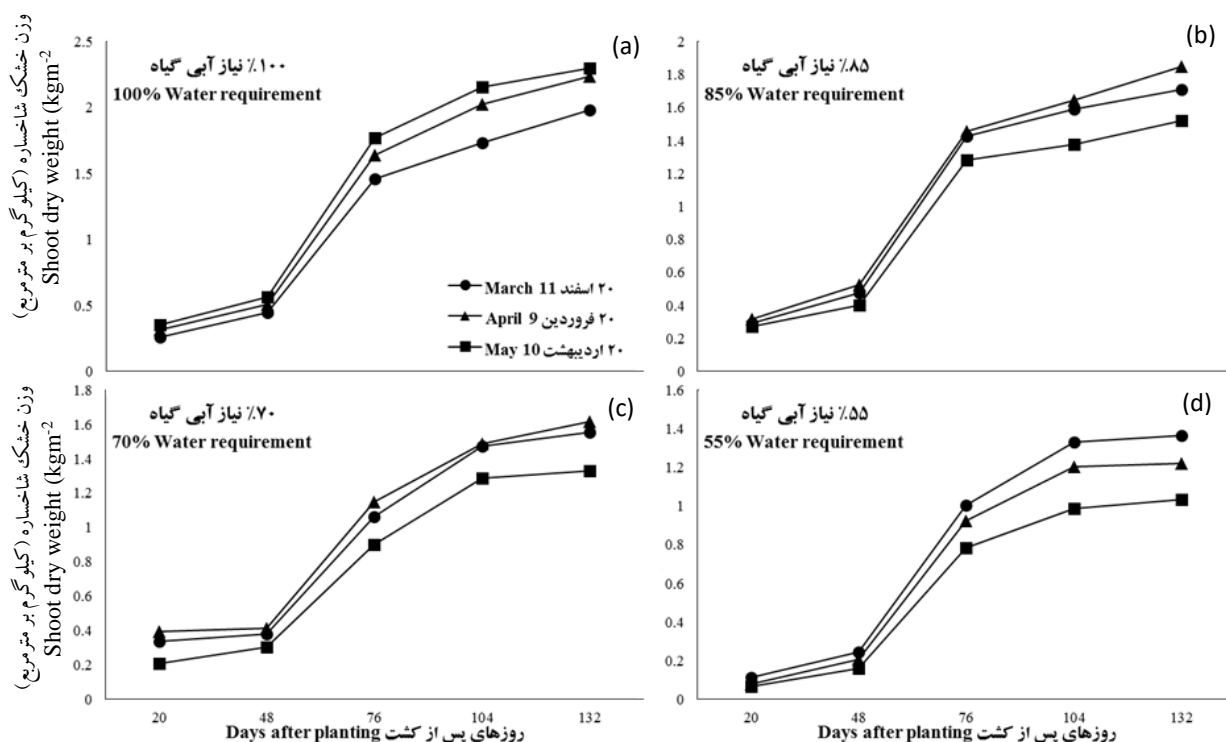 (a)
۱۰۰٪ نیاز آبی گیاه
100% Water requirement
وزن خشک شاخساره (کیلو گرم بر مترمربع)
Shoot dry weight (kgm-2)
2.5
2
1.5
1
0.5
0
۲۰ اسفند March 11
۲۰ فروردین April 9
۲۰ اردیبهشت May 10
(b)
۸۵٪ نیاز آبی گیاه
85% Water requirement
2
1.8
1.6
1.4
1.2
1
0.8
0.6
0.4
0.2
0
(c)
۷۰٪ نیاز آبی گیاه
70% Water requirement
وزن خشک شاخساره (کیلو گرم بر مترمربع)
Shoot dry weight (kgm-2)
1.8
1.6
1.4
1.2
1
0.8
0.6
0.4
0.2
0
20 48 76 104 132
روزهای پس از کشت Days after planting
(d)
۵۵٪ نیاز آبی گیاه
55% Water requirement
1.6
1.4
1.2
1
0.8
0.6
0.4
0.2
0
20 48 76 104 132
روزهای پس از کشت Days after planting